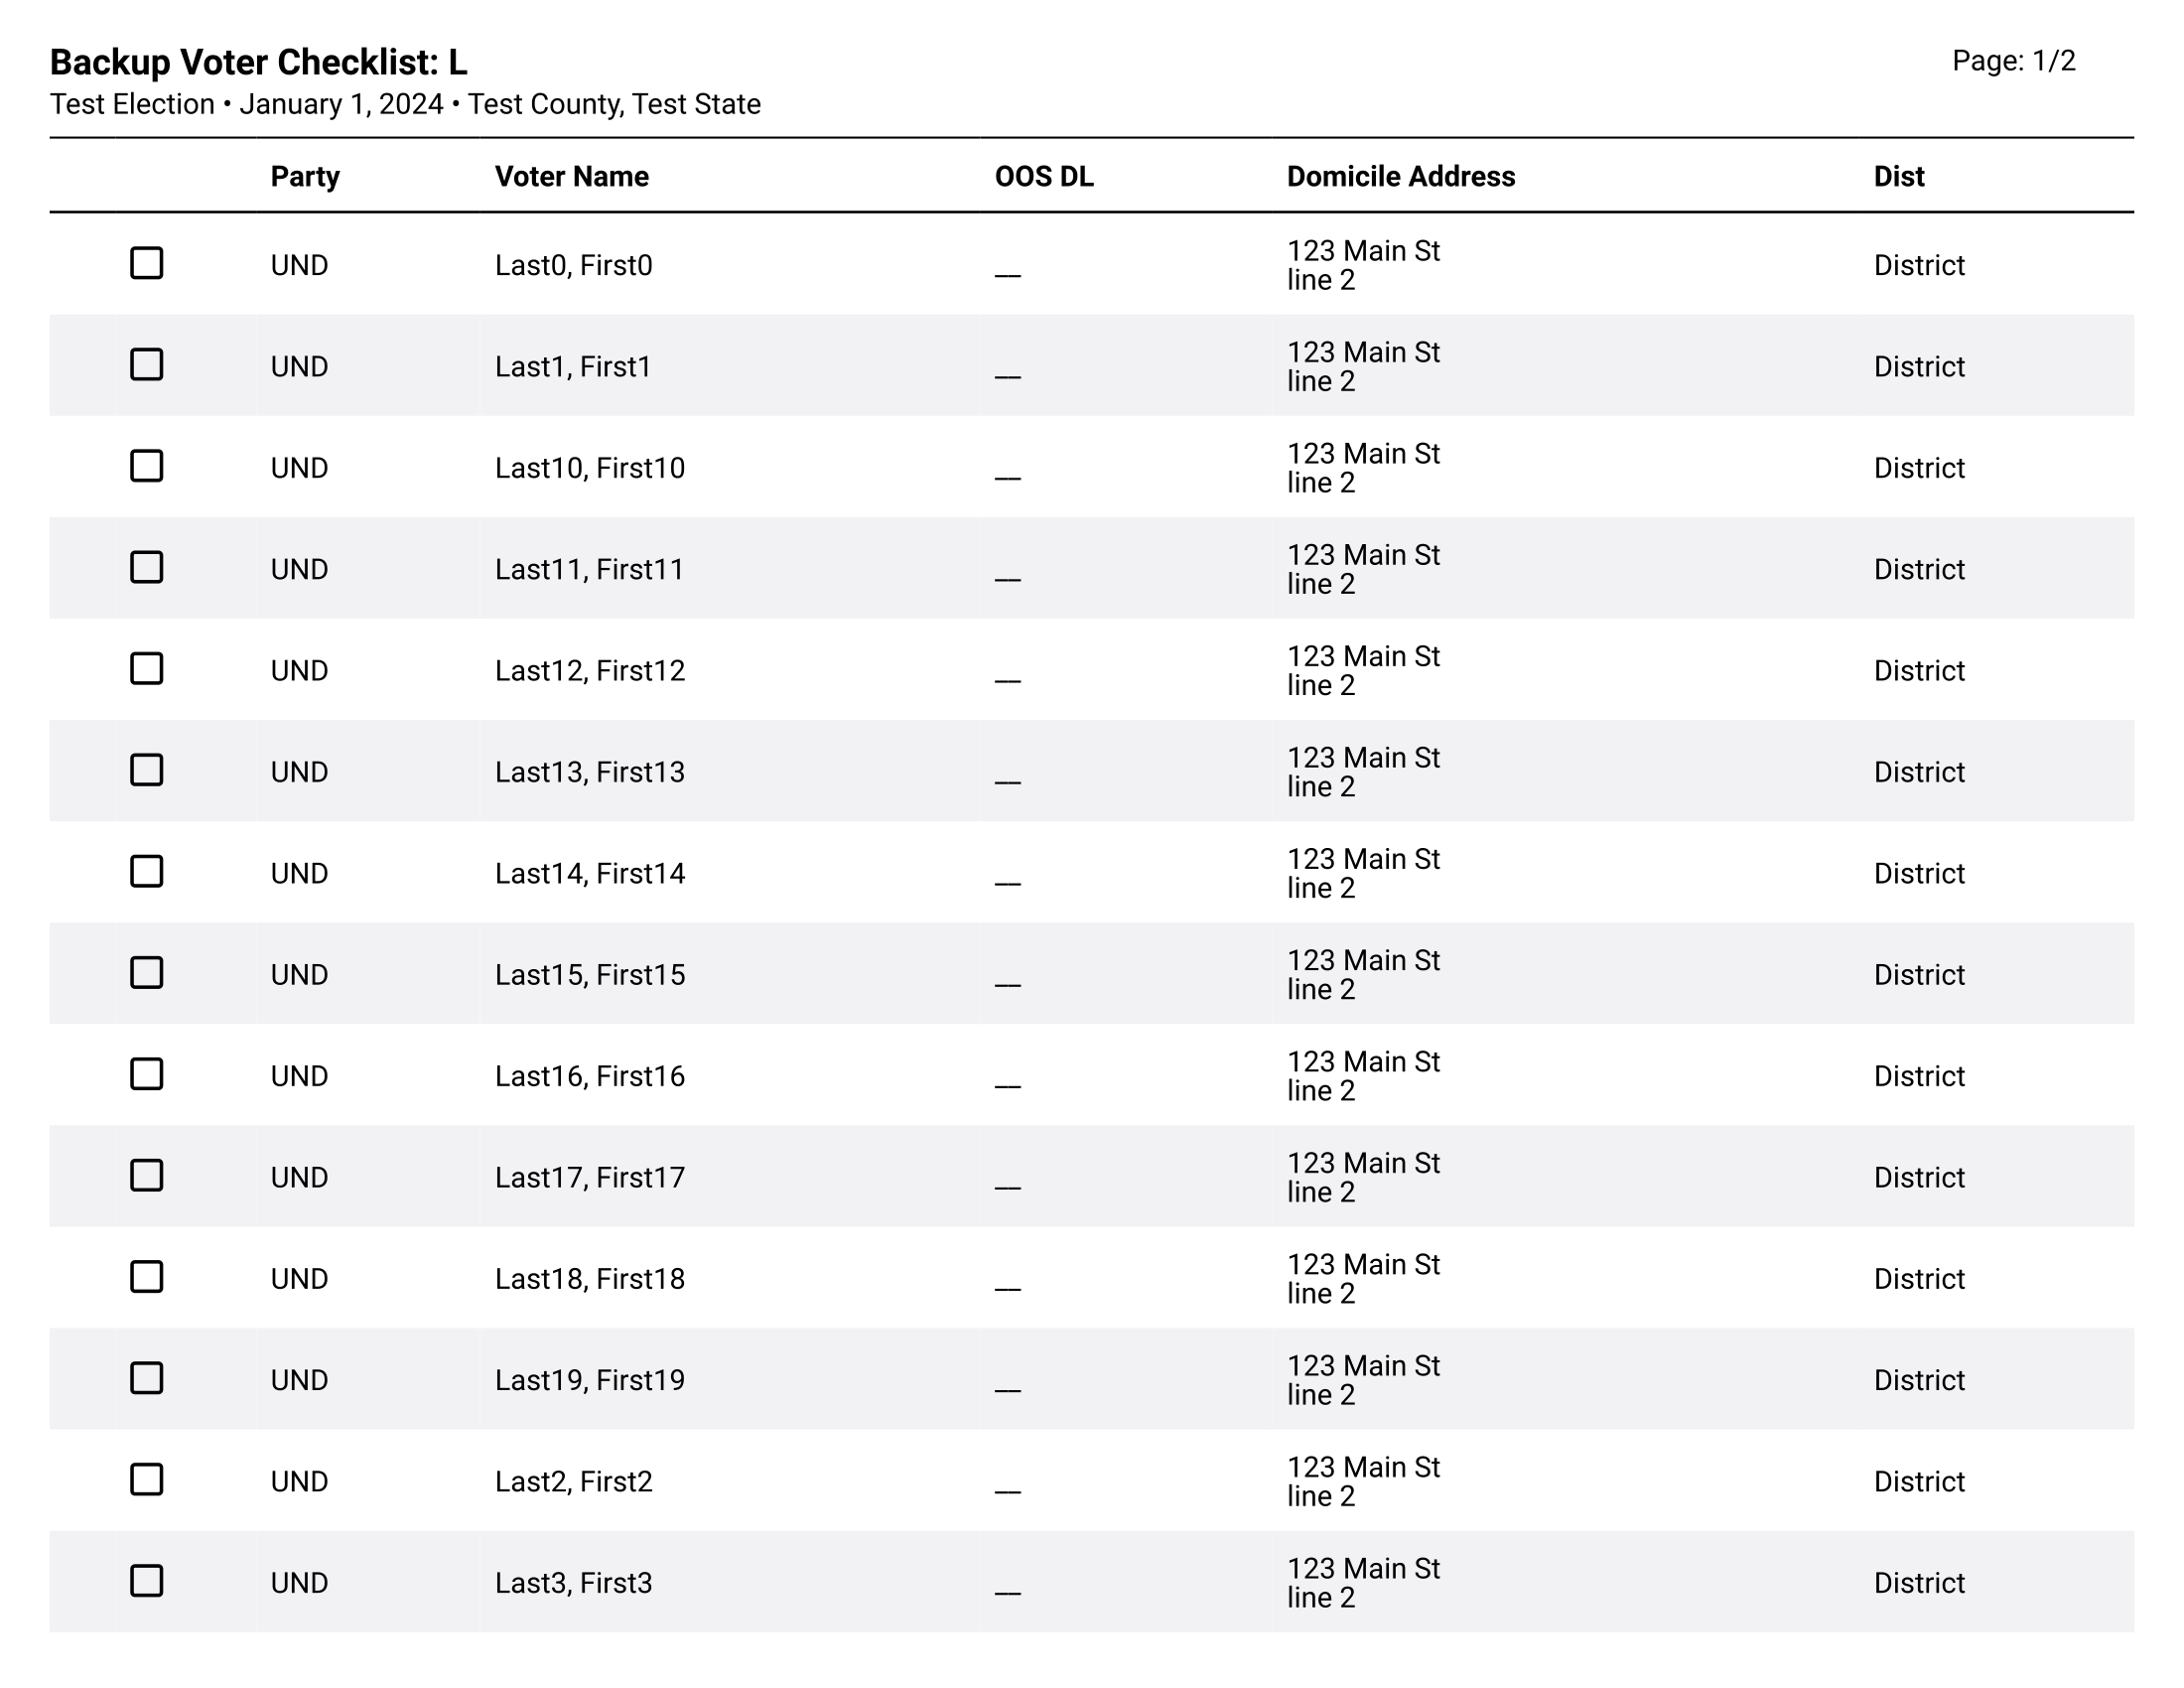 Backup Voter Checklist: L
Page: 1/2
Test Election • January 1, 2024 • Test County, Test State
Party Voter Name OOS DL Domicile Address Dist
UND Last0, First0 __ 123 Main St District
line 2
UND Last1, First1 __ 123 Main St District
line 2
UND Last10, First10 __ 123 Main St District
line 2
UND Last11, First11 __ 123 Main St District
line 2
UND Last12, First12 __ 123 Main St District
line 2
UND Last13, First13 __ 123 Main St District
line 2
UND Last14, First14 __ 123 Main St District
line 2
UND Last15, First15 __ 123 Main St District
line 2
UND Last16, First16 __ 123 Main St District
line 2
UND Last17, First17 __ 123 Main St District
line 2
UND Last18, First18 __ 123 Main St District
line 2
UND Last19, First19 __ 123 Main St District
line 2
UND Last2, First2 __ 123 Main St District
line 2
UND Last3, First3 __ 123 Main St District
line 2